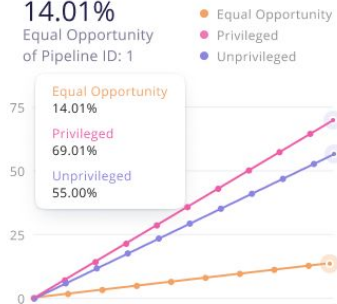 14.01%
Equal Opportunity
of Pipeline ID: 1
Equal Opportunity
Privileged
Unprivileged
Equal Opportunity
14.01%
Privileged
69.01%
Unprivileged
55.00%
75
50
25
0